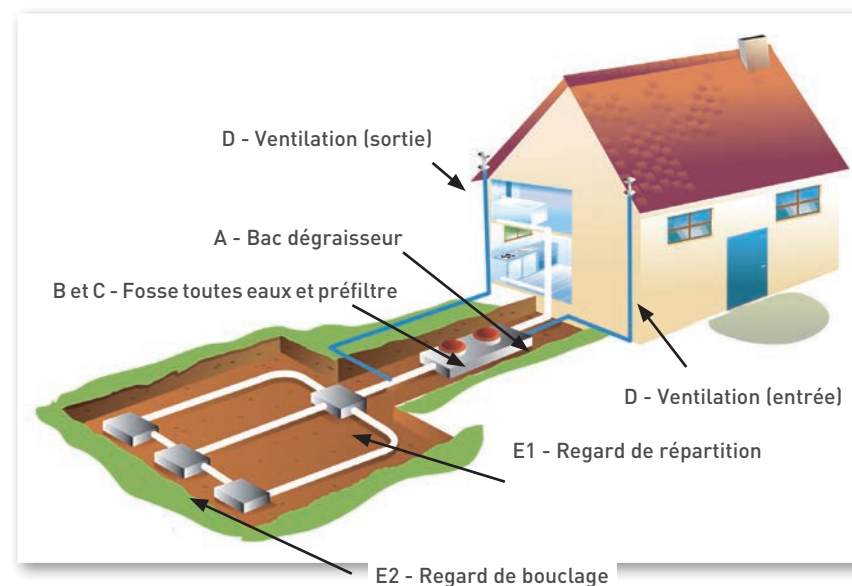 D - Ventilation (sortie)
A - Bac dégraisseur
B et C - Fosse toutes eaux et préfiltre
D - Ventilation (entrée)
E1 - Regard de répartition
E2 - Regard de bouclage